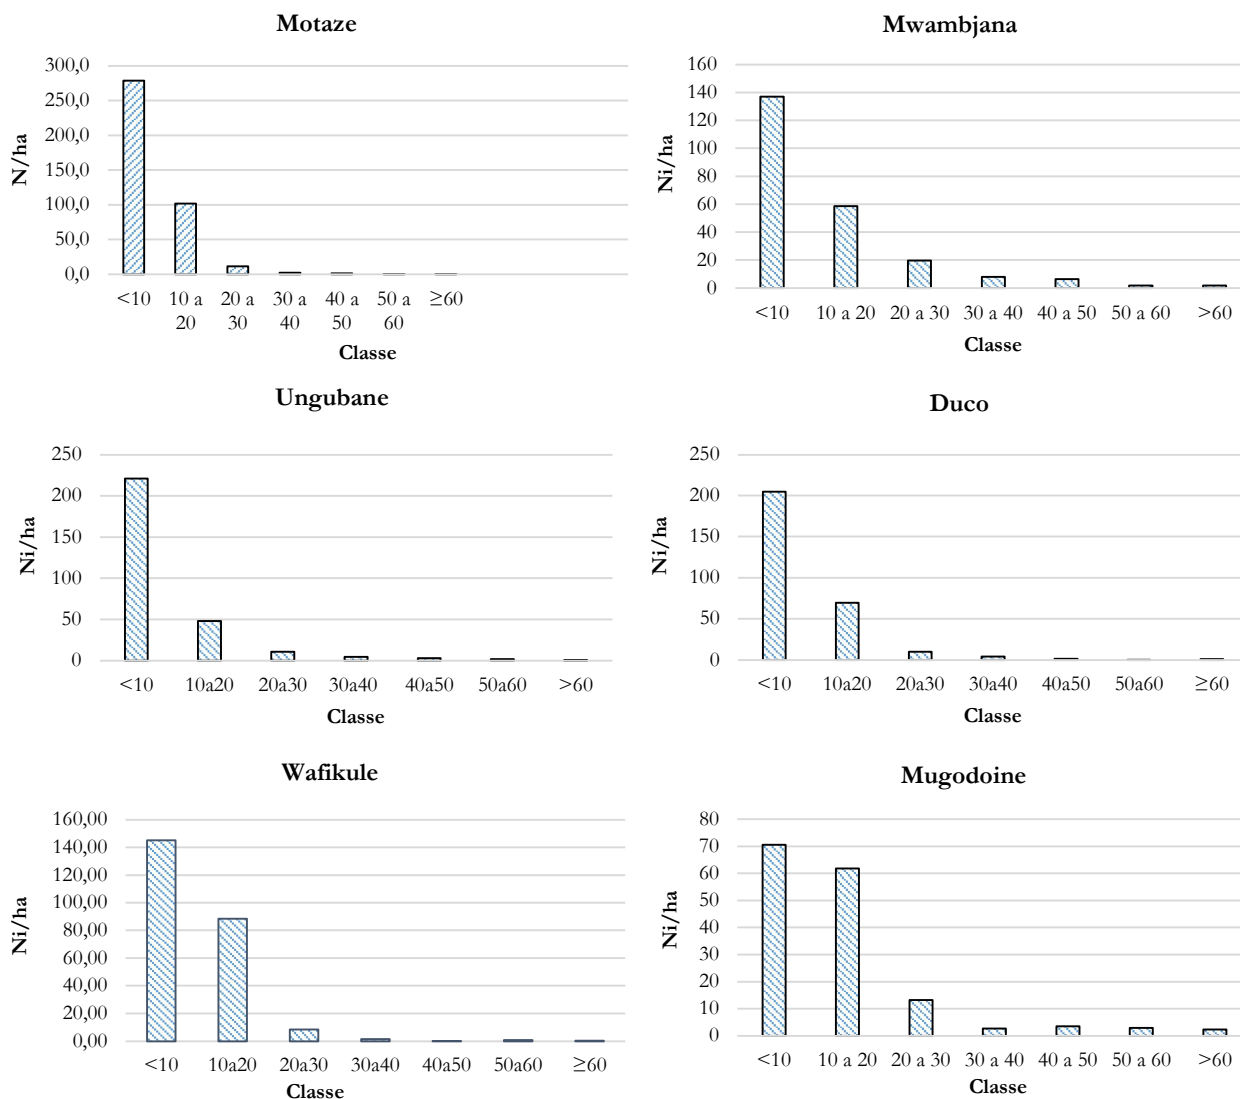 Motaze
N/ha
300,0
250,0
200,0
150,0
100,0
50,0
0,0
<10 10 a 20 a 30 a 40 a 50 a ≥60
20 30 40 50 60
Classe
Mwambjana
Ni/ha
160
140
120
100
80
60
40
20
0
<10 10 a 20 20 a 30 30 a 40 40 a 50 50 a 60 >60
Classe
Ungubane
Ni/ha
250
200
150
100
50
0
<10 10a20 20a30 30a40 40a50 50a60 >60
Classe
Duco
Ni/ha
250
200
150
100
50
0
<10 10a20 20a30 30a40 40a50 50a60 ≥60
Classe
Wafikule
Ni/ha
160,00
140,00
120,00
100,00
80,00
60,00
40,00
20,00
0,00
<10 10a20 20a30 30a40 40a50 50a60 ≥60
Classe
Mugodoine
Ni/ha
80
70
60
50
40
30
20
10
0
<10 10 a 20 20 a 30 30 a 40 40 a 50 50 a 60 >60
Classe